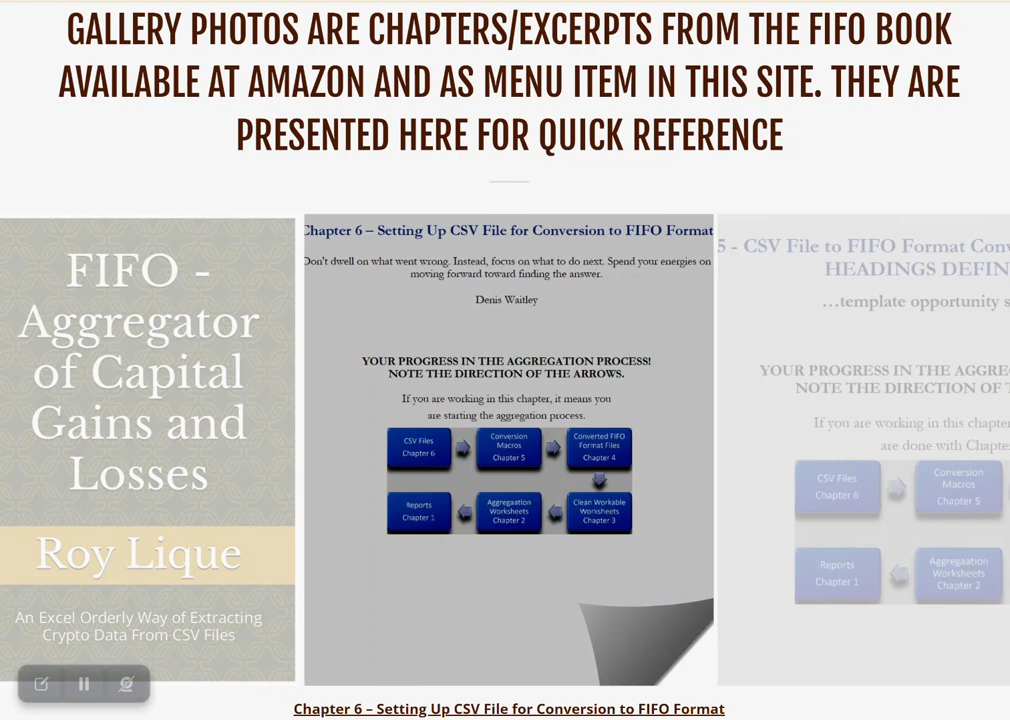 GALLERY PHOTOS ARE CHAPTERS/EXCERPTS FROM THE FIFO BOOK
AVAILABLE AT AMAZON AND AS MENU ITEM IN THIS SITE. THEY ARE
PRESENTED HERE FOR QUICK REFERENCE
FIFO -
Aggregator
of Capital
Gains and
Losses
Roy Lique
An Excel Orderly Way of Extracting
Crypto Data From CSV Files
Chapter 6 – Setting Up CSV File for Conversion to FIFO Format
Don't dwell on what went wrong. Instead, focus on what to do next. Spend your energies on
moving forward toward finding the answer.
Denis Waitley
YOUR PROGRESS IN THE AGGREGATION PROCESS!
NOTE THE DIRECTION OF THE ARROWS.
If you are working in this chapter, it means you
are starting the aggregation process.
CSV Files
Chapter 6
Conversion
Macros
Chapter 5
Converted FIFO
Format Files
Chapter 4
Reports
Chapter 1
Aggregaation
Worksheets
Chapter 2
Clean Workable
Worisheets
Chapter 3
5 - CSV File to FIFO Format Conv
HEADINGS DEFIN
...template opportunity s
YOUR PROGRESS IN THE AGGRE
NOTE THE DIRECTION OF T
If you are working in this chapter
are done with Chapte
CSV Files
Chapter 6
Conversion
Macros
Chapter 5
Reports
Chapter 1
Aggregaation
Worksheets
Chapter 2
Chapter 6 – Setting Up CSV File for Conversion to FIFO Format